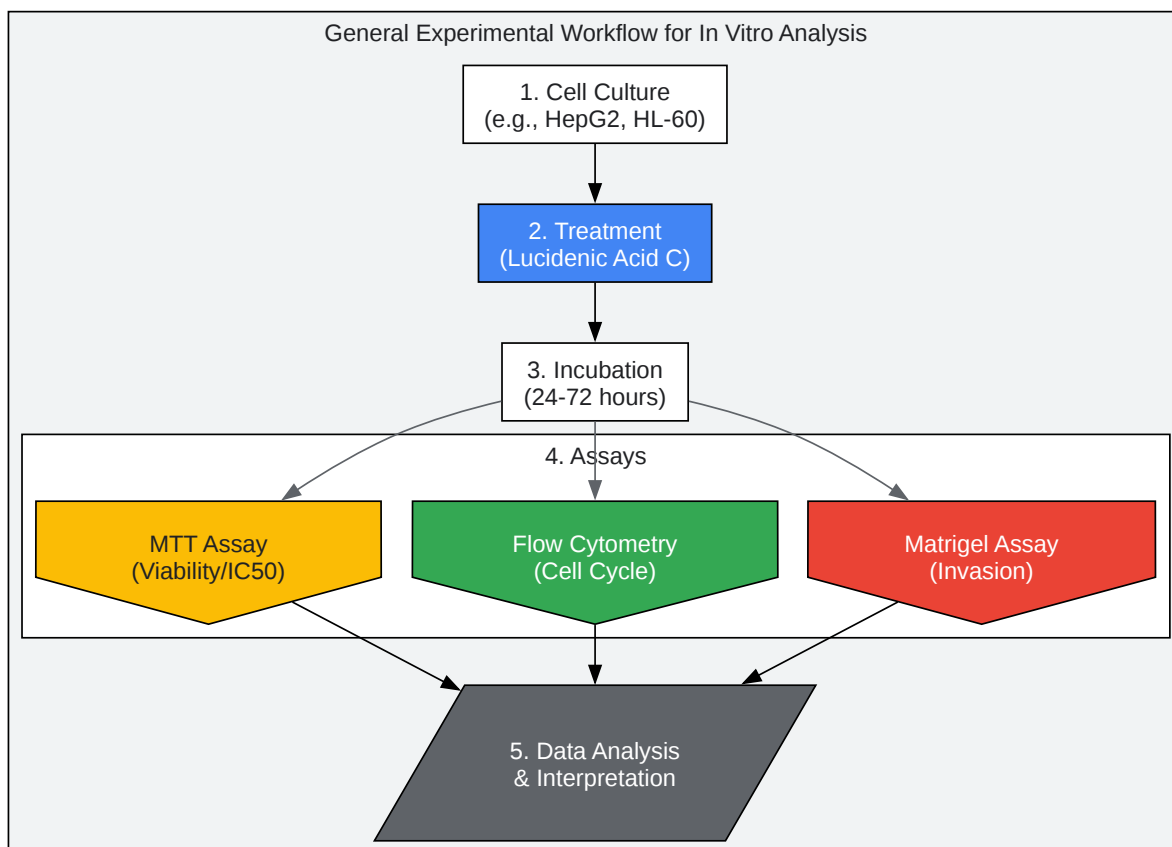 General Experimental Workflow for In Vitro Analysis
1. Cell Culture
(e.g., HepG2, HL-60)
2. Treatment
(Lucidenic Acid C)
3. Incubation
(24-72 hours)
4. Assays
MTT Assay
(Viability/IC50)
Flow Cytometry
(Cell Cycle)
Matrigel Assay
(Invasion)
5. Data Analysis
& Interpretation